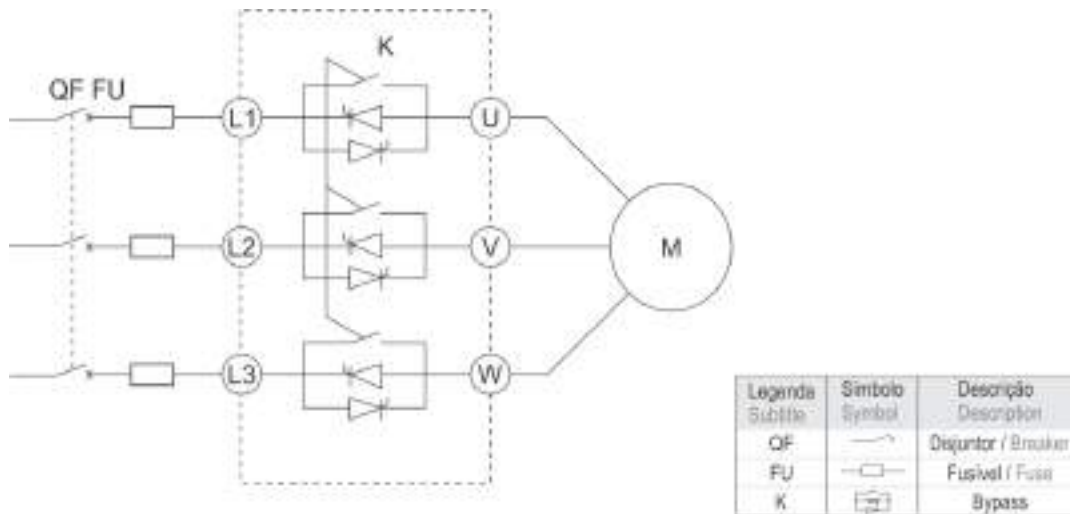 K
QF FU
L1 U
L2 V M
L3 W
Legenda Símbolo Descrição
Subtitle Symbol Description
QF Disjuntor / Breaker
FU Fusível / Fuse
K Bypass